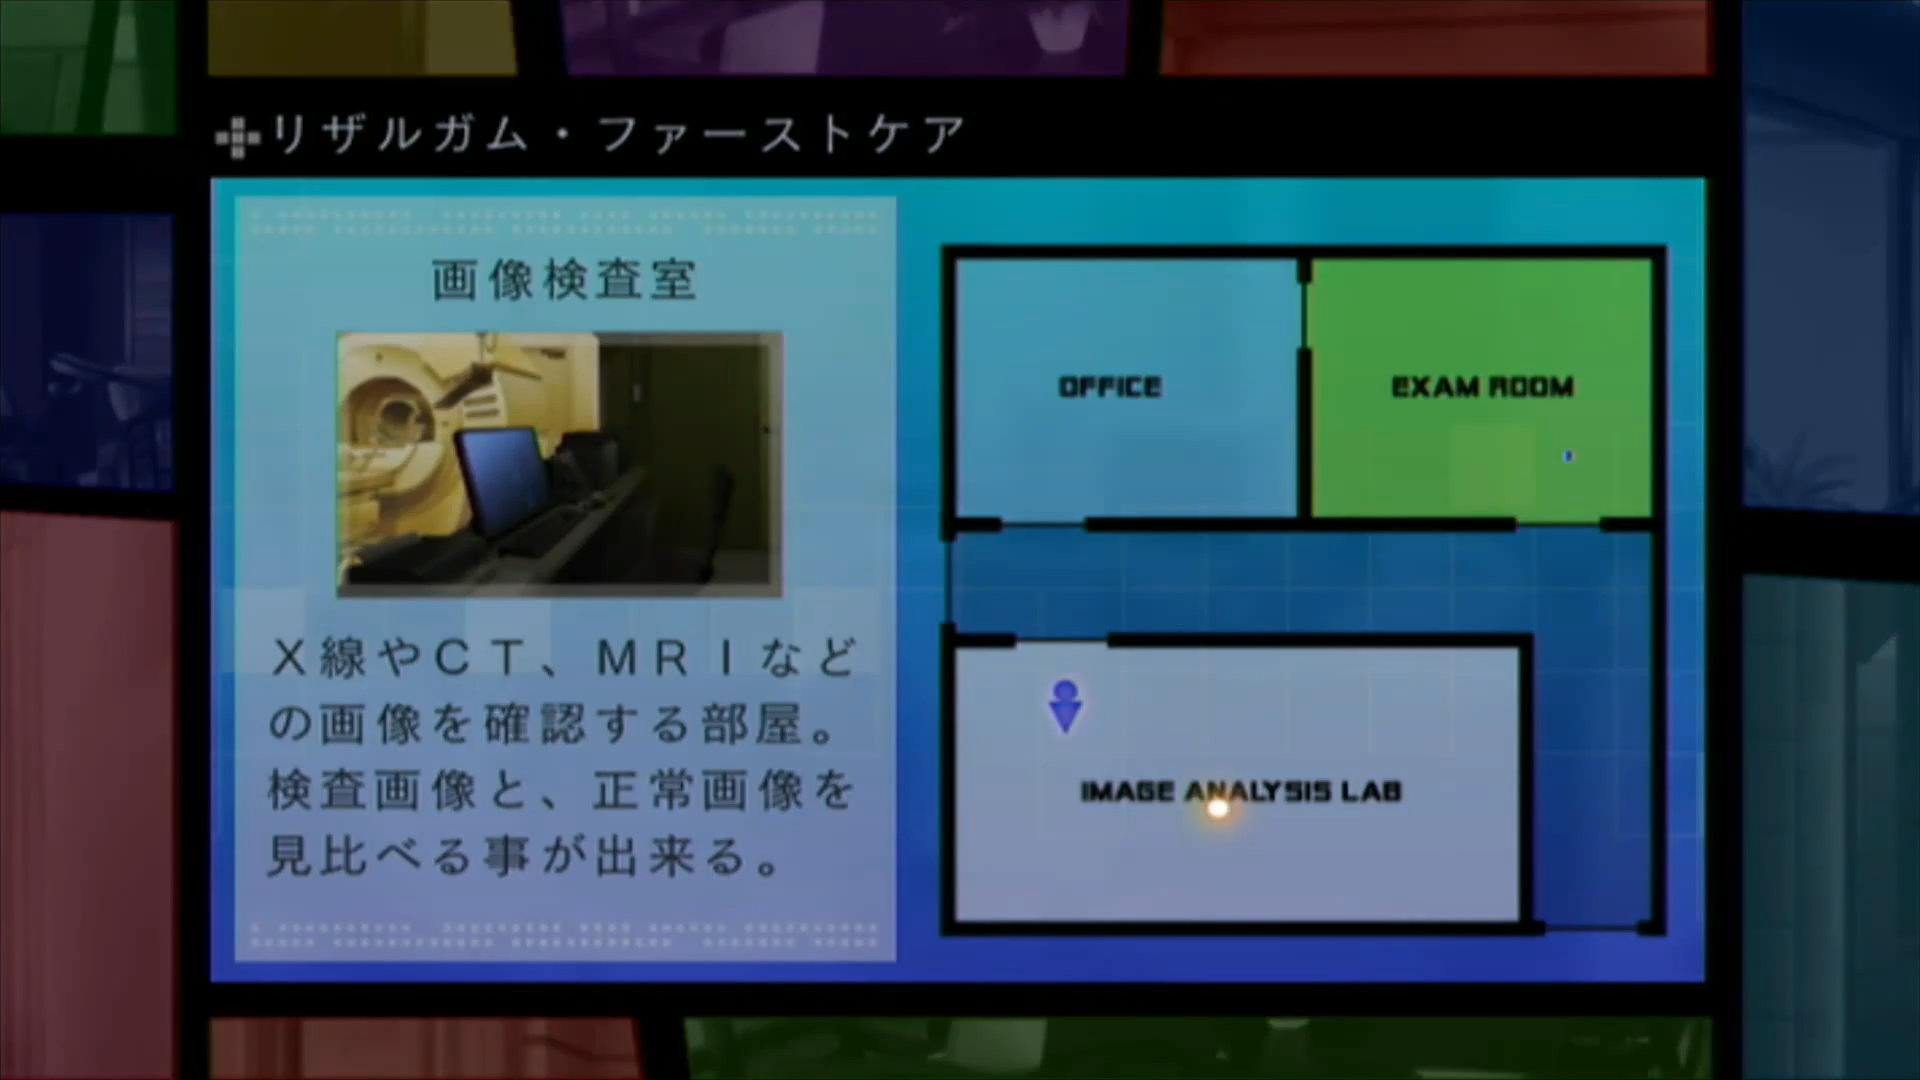 リザルガム・ファーストケア
画像検査室
X線やCT、MRIなど
の画像を確認する部屋。
検査画像と、正常画像を
見比べる事が出来る。
OFFICE
EXAM ROOM
IMAGE ANALYSIS LAB